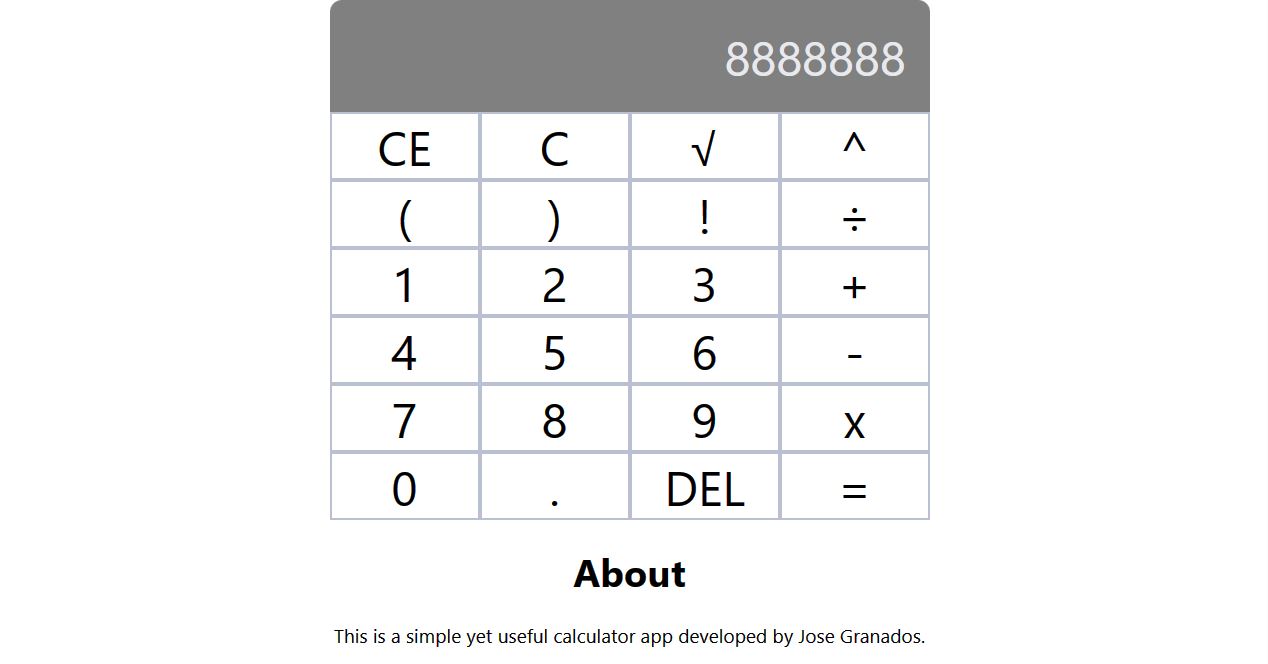 8888888
CE C √ ^
( ) ! ÷
1 2 3 +
4 5 6 -
7 8 9 x
0 . DEL =
About
This is a simple yet useful calculator app developed by Jose Granados.